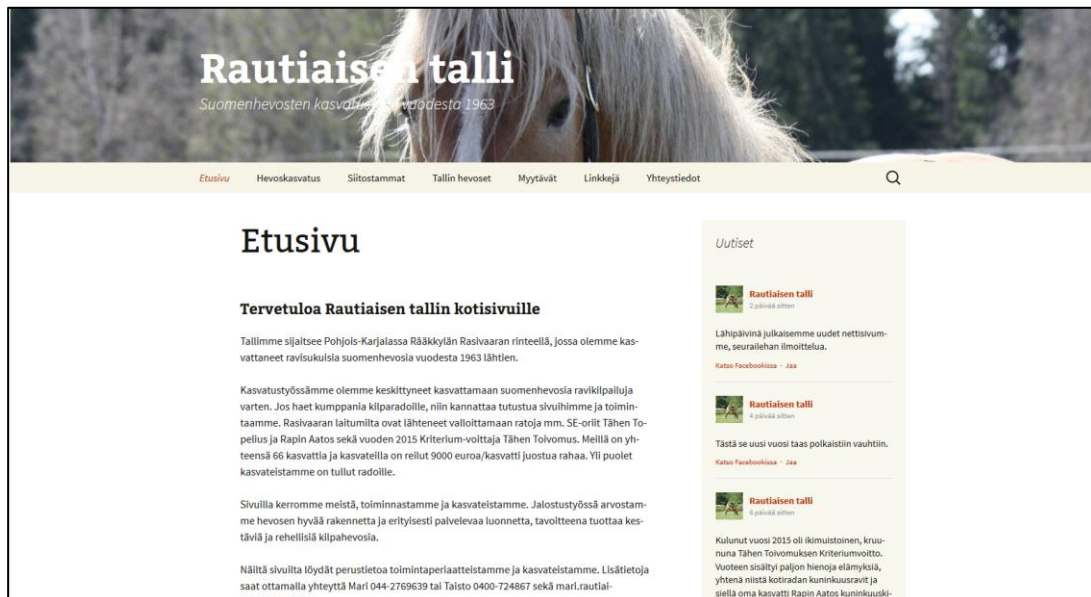 Rautiaisen talli
Suomenhevosten kasvatusta vuodesta 1963
Etusivu Hevoskasvatus Siitostammat Tallin hevoset Myytävät Linkkejä Yhteystiedot
Etusivu
Tervetuloa Rautiaisen tallin kotisivuille
Tallimme sijaitsee Pohjois-Karjalassa Rääkkylän Rasivaaran rinteellä, jossa olemme kas-
vattaneet ravisukuisia suomenhevosia vuodesta 1963 lähtien.
Kasvatustyössämme olemme keskittyneet kasvattamaan suomenhevosia ravikilpailuja
varten. Jos haet kumppania kilparadoille, niin kannattaa tutustua sivuihimme ja toimin-
taamme. Rasivaaran laitumilta ovat lähteneet valloittamaan ratoja mm. SE-oriit Tähen To-
pelius ja Rapin Aatos sekä vuoden 2015 Kriterium-voittaja Tähen Toivomus. Meillä on yh-
teensä 66 kasvattia ja kasvateilla on reilut 9000 euroa/kasvatti juostua rahaa. Yli puolet
kasvateistamme on tullut radoille.
Sivuilla kerromme meistä, toiminnastamme ja kasvateistamme. Jalostustyössä arvostam-
me hevosen hyvää rakennetta ja erityisesti palvelevaa luonnetta, tavoitteena tuottaa kes-
täviä ja rehellisiä kilpahevosia.
Näiltä sivuilta löydät perustietoa toimintaperiaatteistamme ja kasvateistamme. Lisätietoja
saat ottamalla yhteyttä Mari 044-2769639 tai Taisto 0400-724867 sekä mari.rautiai-
Uutiset
Rautiaisen talli
2 päivää sitten
Lähipäivinä julkaisemme uudet nettisivum-
me, seurailehan ilmoittelua.
Katso Facebookissa · Jaa
Rautiaisen talli
4 päivää sitten
Tästä se uusi vuosi taas polkaistiin vauhtiin.
Katso Facebookissa · Jaa
Rautiaisen talli
6 päivää sitten
Kulunut vuosi 2015 oli ikimuistoinen, kruu-
nuna Tähen Toivomuksen Kriteriumvoitto.
Vuoteen sisältyi paljon hienoja elämyksiä,
yhtenä niistä kotiradan kuninkuusravit ja
siellä oma kasvatti Rapin Aatos kuninkuuski-